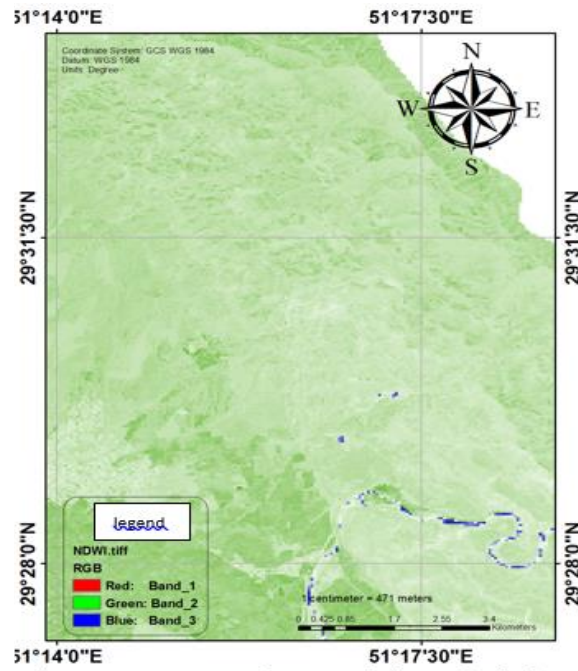 51°14'0"E 51°17'30"E
Coordinate System: GCS WGS 1984
Datum: WGS 1984
Units: Degree
N
W E
S
29°31'30"N 29°31'30"N
legend
NDWI.tiff
RGB
Red: Band_1
Green: Band_2
Blue: Band_3
29°28'0"N 29°28'0"N
1 centimeter = 471 meters
0 0.425 0.85 1.7 2.55 3.4
Kilometers
51°14'0"E 51°17'30"E